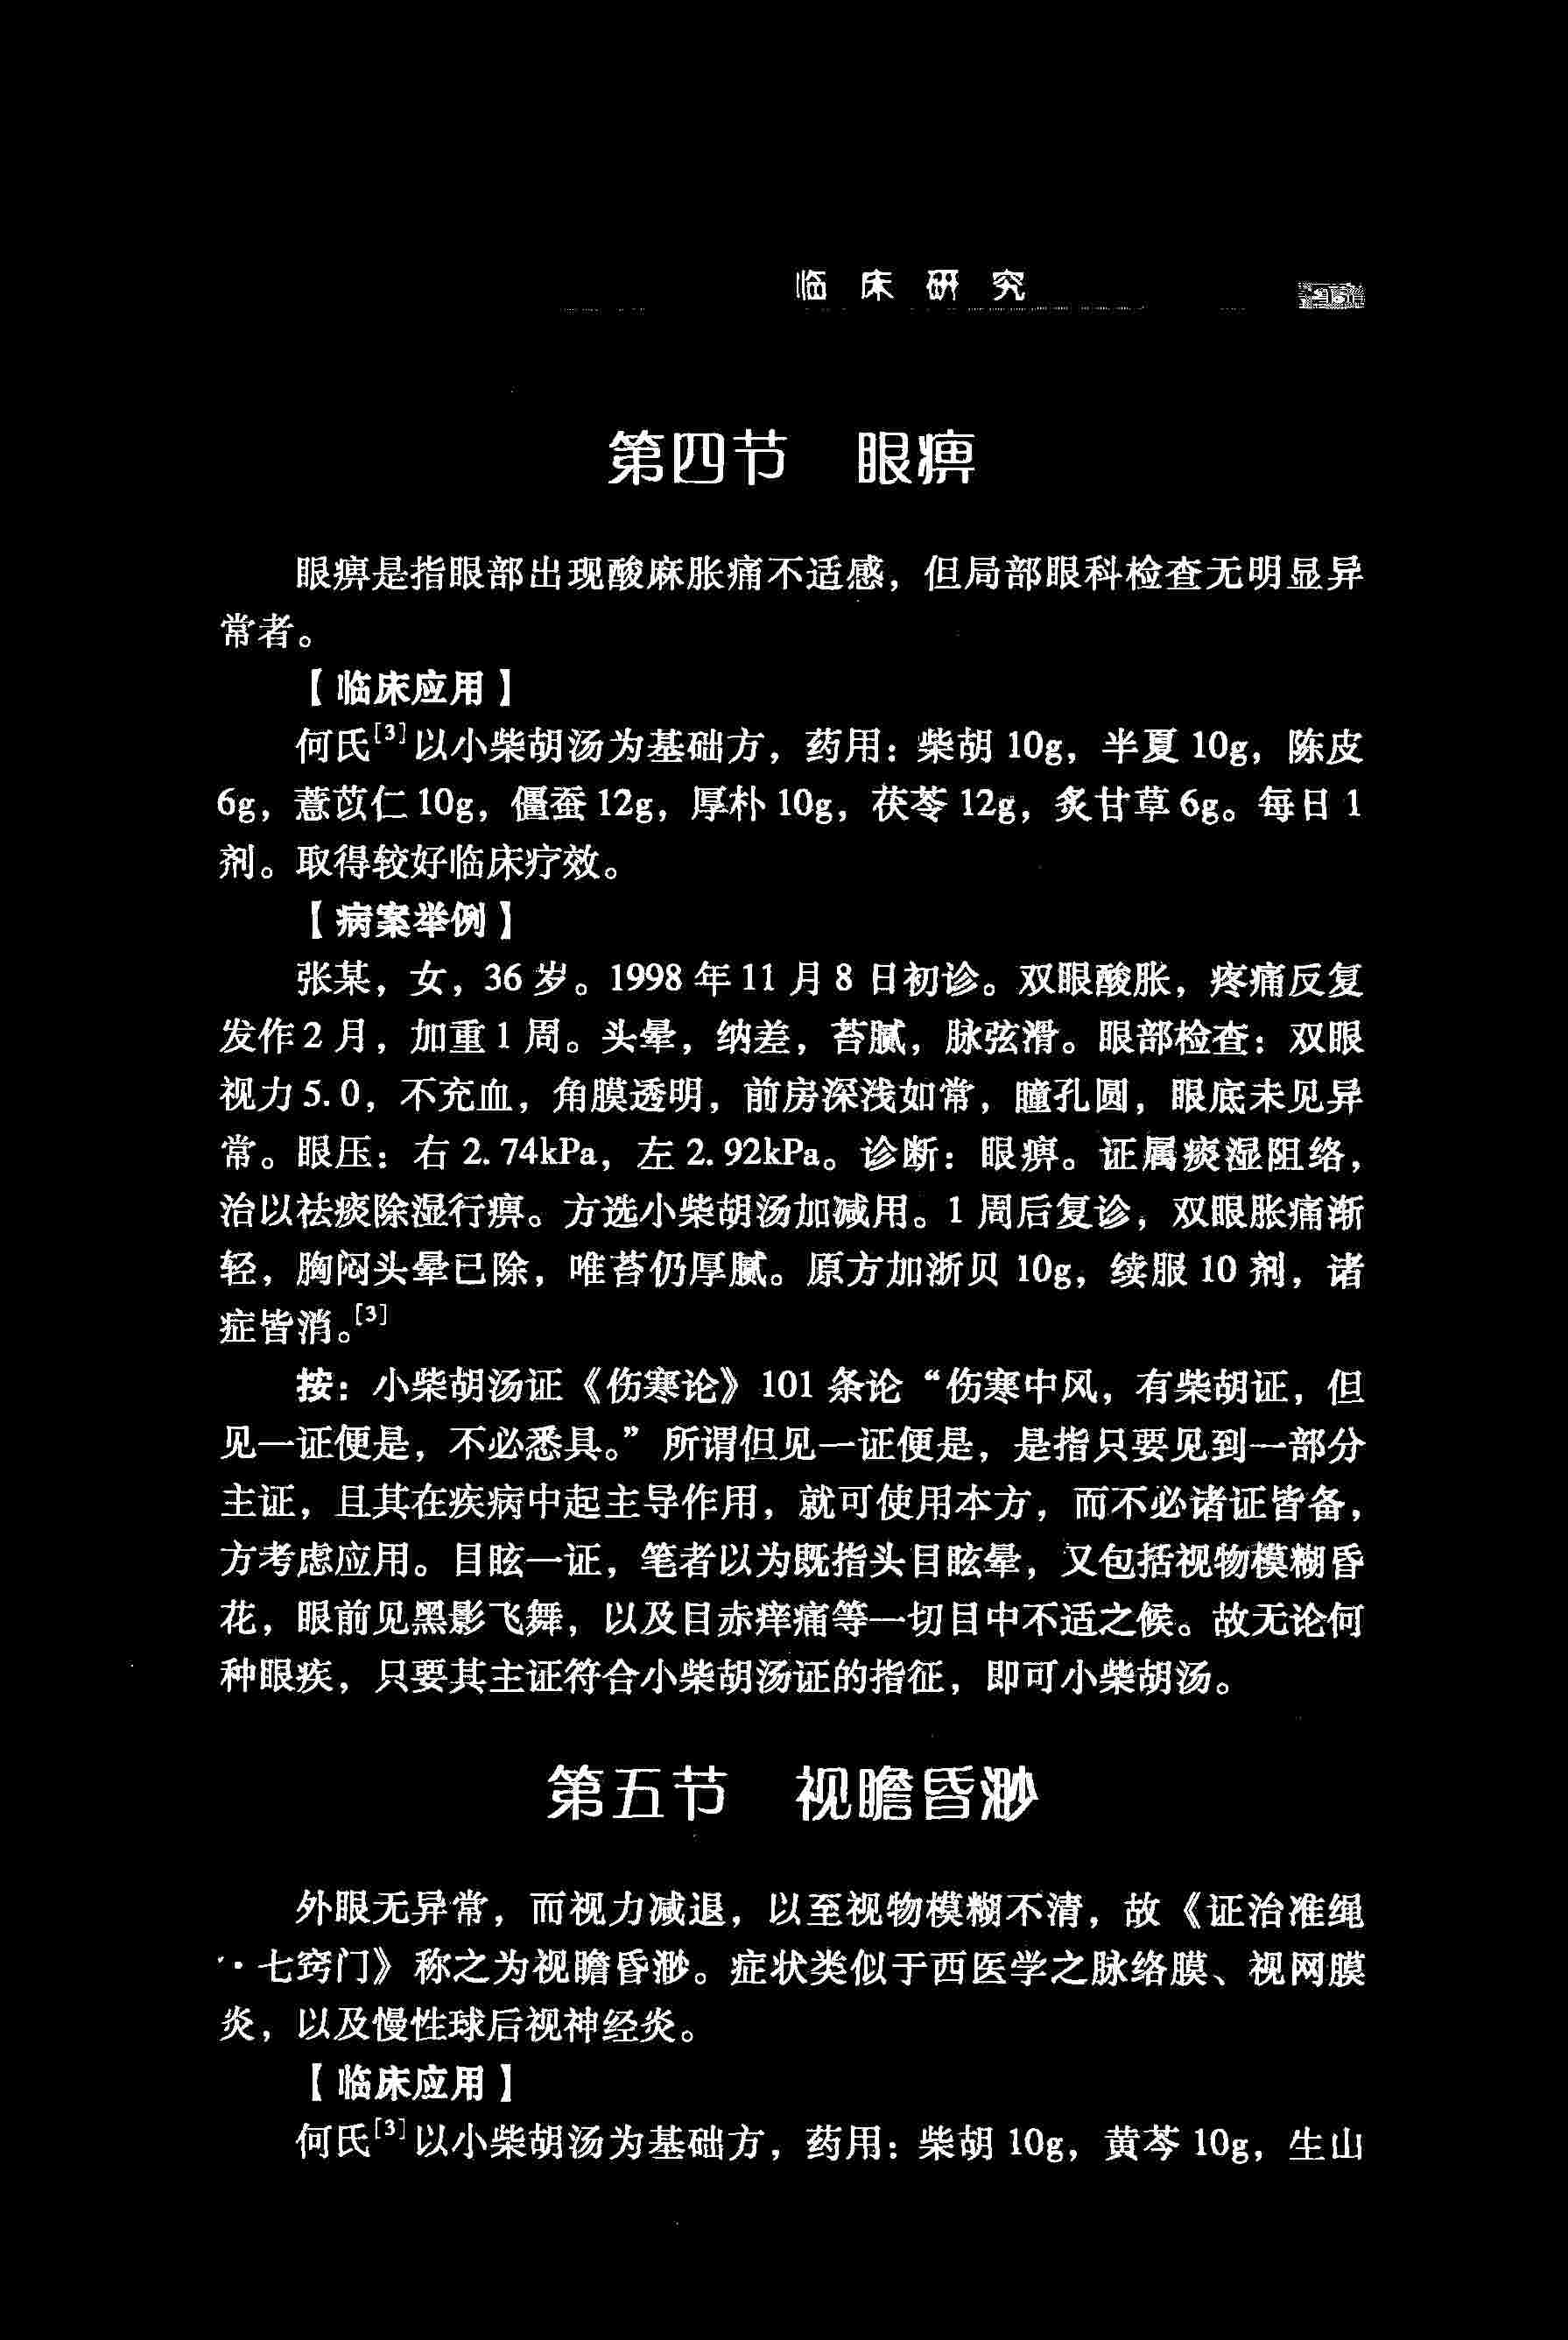 临床研究
第四节 眼痹
眼痹是指眼部出现酸麻胀痛不适感，但局部眼科检查无明显异
常者。
【临床应用】
何氏[3]以小柴胡汤为基础方，药用：柴胡 10g，半夏 10g，陈皮
6g，薏苡仁 10g，僵蚕 12g，厚朴 10g，茯苓 12g，炙甘草 6g。每日 1
剂。取得较好临床疗效。
【病案举例】
张某，女，36 岁。1998 年 11 月 8 日初诊。双眼酸胀，疼痛反复
发作 2 月，加重 1 周。头晕，纳差，苔腻，脉弦滑。眼部检查：双眼
视力 5.0，不充血，角膜透明，前房深浅如常，瞳孔圆，眼底未见异
常。眼压：右 2.74kPa，左 2.92kPa。诊断：眼痹。证属痰湿阻络，
治以祛痰除湿行痹。方选小柴胡汤加减用。1 周后复诊，双眼胀痛渐
轻，胸闷头晕已除，唯苔仍厚腻。原方加浙贝 10g，续服 10 剂，诸
症皆消。[3]
按：小柴胡汤证《伤寒论》101 条论“伤寒中风，有柴胡证，但
见一证便是，不必悉具。”所谓但见一证便是，是指只要见到一部分
主证，且其在疾病中起主导作用，就可使用本方，而不必诸证皆备，
方考虑应用。目眩一证，笔者以为既指头目眩晕，又包括视物模糊昏
花，眼前见黑影飞舞，以及目赤痒痛等一切目中不适之候。故无论何
种眼疾，只要其主证符合小柴胡汤证的指征，即可小柴胡汤。
第五节 视瞻昏渺
外眼无异常，而视力减退，以至视物模糊不清，故《证治准绳
·七窍门》称之为视瞻昏渺。症状类似于西医学之脉络膜、视网膜
炎，以及慢性球后视神经炎。
【临床应用】
何氏[3]以小柴胡汤为基础方，药用：柴胡 10g，黄芩 10g，生山